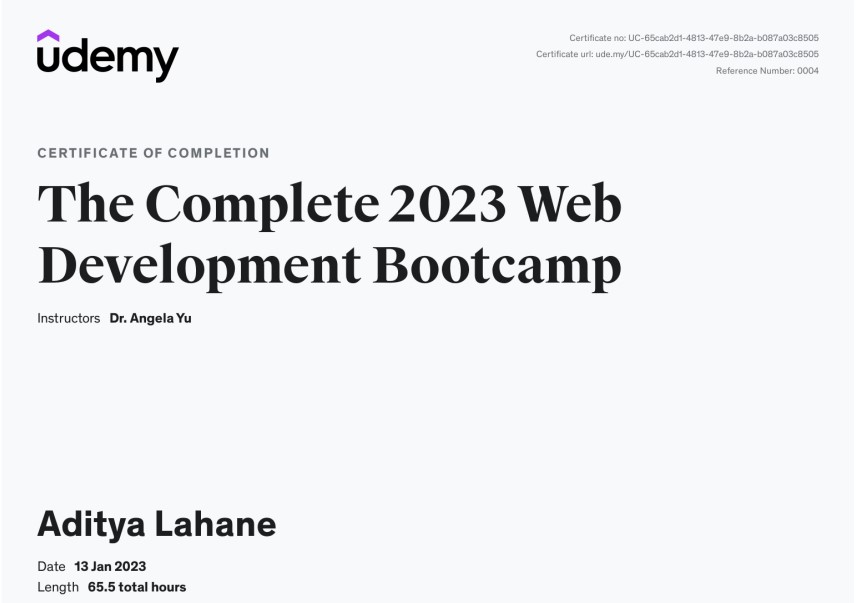 udemy
Certificate no: UC-65cab2d1-4813-47e9-8b2a-b087a03c8505
Certificate url: ude.my/UC-65cab2d1-4813-47e9-8b2a-b087a03c8505
Reference Number: 0004
CERTIFICATE OF COMPLETION
The Complete 2023 Web
Development Bootcamp
Instructors Dr. Angela Yu
Aditya Lahane
Date 13 Jan 2023
Length 65.5 total hours